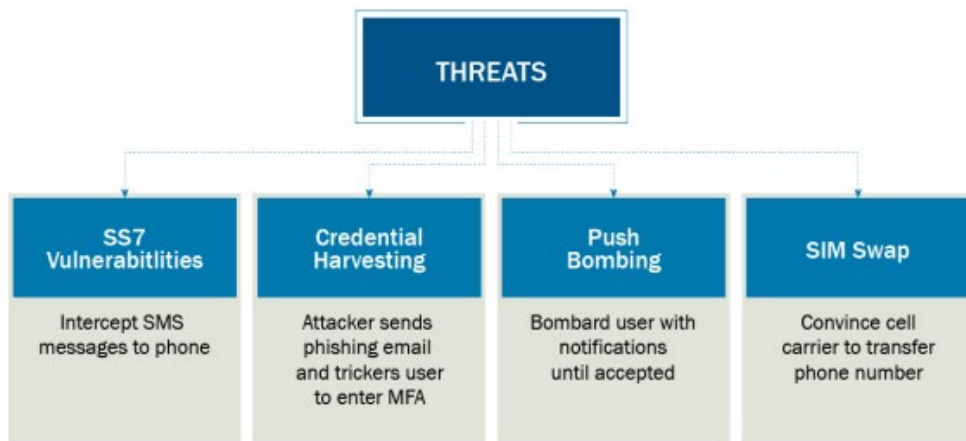 THREATS
SS7
Vulnerabitlities
Intercept SMS
messages to phone
Credential
Harvesting
Attacker sends
phishing email
and trickers user
to enter MFA
Push
Bombing
Bombard user with
notifications
until accepted
SIM Swap
Convince cell
carrier to transfer
phone number